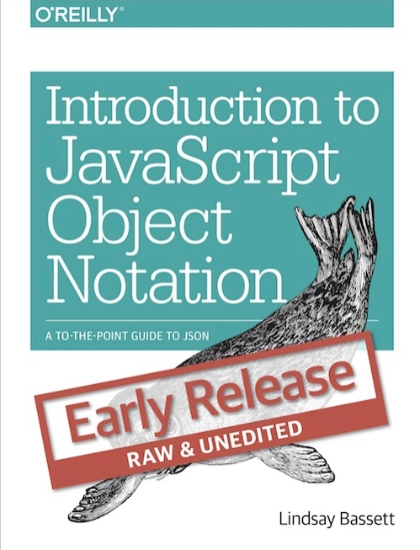 O'REILLY®
Introduction to
JavaScript
Object
Notation
A TO-THE-POINT GUIDE TO JSON
Early Release
RAW & UNEDITED
Lindsay Bassett